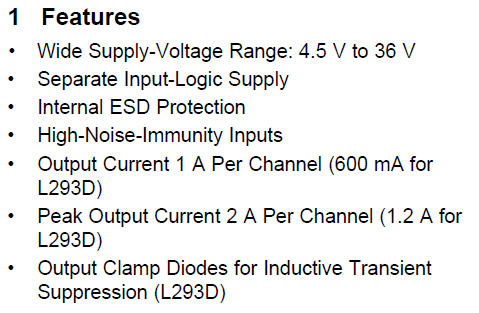 1 Features
• Wide Supply-Voltage Range: 4.5 V to 36 V
• Separate Input-Logic Supply
• Internal ESD Protection
• High-Noise-Immunity Inputs
• Output Current 1 A Per Channel (600 mA for
L293D)
• Peak Output Current 2 A Per Channel (1.2 A for
L293D)
• Output Clamp Diodes for Inductive Transient
Suppression (L293D)